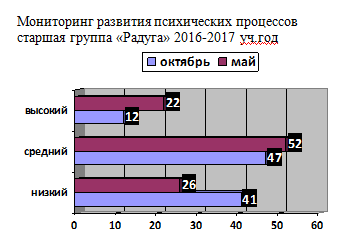 Мониторинг развития психических процессов
старшая группа «Радуга» 2016-2017 уч.год
октябрь май
высокий
22
12
средний
52
47
низкий
26
41
0 10 20 30 40 50 60